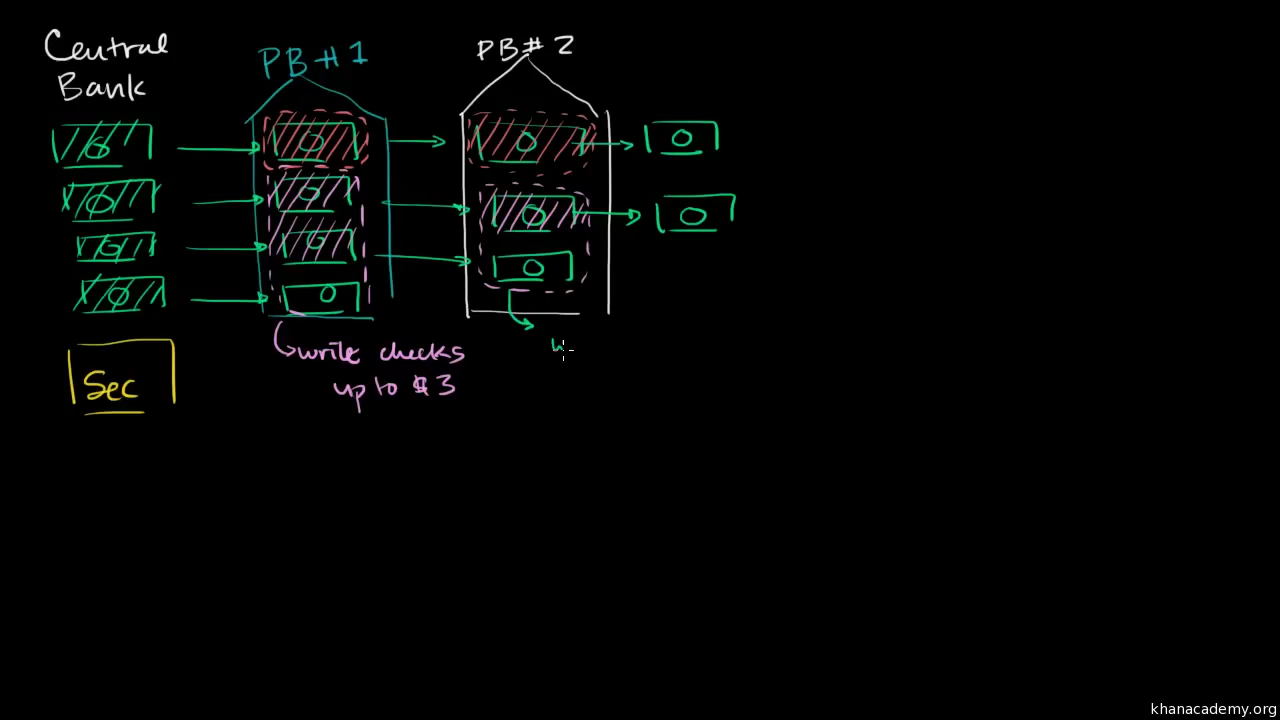 Central
Bank
PB #1
PB # 2
Sec
write checks
up to $3
khanacademy.org